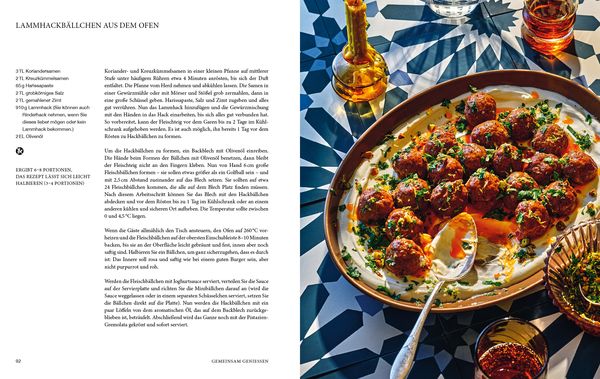 LAMMHACKBÄLLCHEN AUS DEM OFEN
3 TL Koriandersamen
2 TL Kreuzkümmelsamen
65 g Harissapaste
2 TL grobkörniges Salz
2 TL gemahlener Zimt
910 g Lammhack (Sie können auch
Rinderhack nehmen, wenn Sie
dieses lieber mögen oder kein
Lammhack bekommen.)
2 EL Olivenöl
ERGIBT 6–8 PORTIONEN,
DAS REZEPT LÄSST SICH LEICHT
HALBIEREN (3–4 PORTIONEN)
Koriander- und Kreuzkümmelsamen in einer kleinen Pfanne auf mittlerer
Stufe unter häufigem Rühren etwa 4 Minuten anrösten, bis sich der Duft
entfaltet. Die Pfanne vom Herd nehmen und abkühlen lassen. Die Samen in
einer Gewürzmühle oder mit Mörser und Stößel grob zermahlen, dann in
eine große Schüssel geben. Harissapaste, Salz und Zimt zugeben und alles
gut verrühren. Nun das Lammhack hinzufügen und die Gewürzmischung
mit den Händen in das Hack einarbeiten, bis sich alles gut verbunden hat.
So vorbereitet, kann der Fleischteig vor dem Garen bis zu 2 Tage im Kühl-
schrank aufgehoben werden. Es ist auch möglich, ihn bereits 1 Tag vor dem
Rösten zu Hackbällchen zu formen.
Um die Hackbällchen zu formen, ein Backblech mit Olivenöl einreiben.
Die Hände beim Formen der Bällchen mit Olivenöl benetzen, dann bleibt
der Fleischteig nicht an den Fingern kleben. Nun von Hand 6 cm große
Fleischbällchen formen – sie sollen etwas größer als ein Golfball sein – und
mit 2,5 cm Abstand zueinander auf das Blech setzen. Sie sollten auf etwa
24 Fleischbällchen kommen, die alle auf dem Blech Platz finden müssen.
Nach diesem Arbeitsschritt können Sie das Blech mit den Hackbällchen
abdecken und vor dem Rösten bis zu 1 Tag im Kühlschrank oder an einem
anderen kühlen und sicheren Ort aufheben. Die Temperatur sollte zwischen
0 und 4,5 °C liegen.
Wenn die Gäste allmählich den Tisch ansteuern, den Ofen auf 260 °C vor-
heizen und die Fleischbällchen auf der obersten Einschubleiste 8–10 Minuten
backen, bis sie an der Oberfläche leicht gebräunt und fest, innen aber noch
saftig sind. Halbieren Sie ein Bällchen, um ganz sicherzugehen, dass es durch-
ist: Das Innere soll rosa und saftig wie bei einem guten Burger sein, aber
nicht purpurrot und roh.
Werden die Fleischbällchen mit Joghurtsauce serviert, verteilen Sie die Sauce
auf der Servierplatte und richten Sie die Minibällchen darauf an (wird die
Sauce weggelassen oder in einem separaten Schüsselchen serviert, setzen Sie
die Bällchen direkt auf die Platte). Nun werden die Hackbällchen mit ein
paar Löffeln von dem aromatischen Öl, das auf dem Backblech zurückge-
blieben ist, beträufelt. Abschließend wird das Ganze noch mit der Pistazien-
Gremolata gekrönt und sofort serviert.
92
GEMEINSAM GENIESSEN